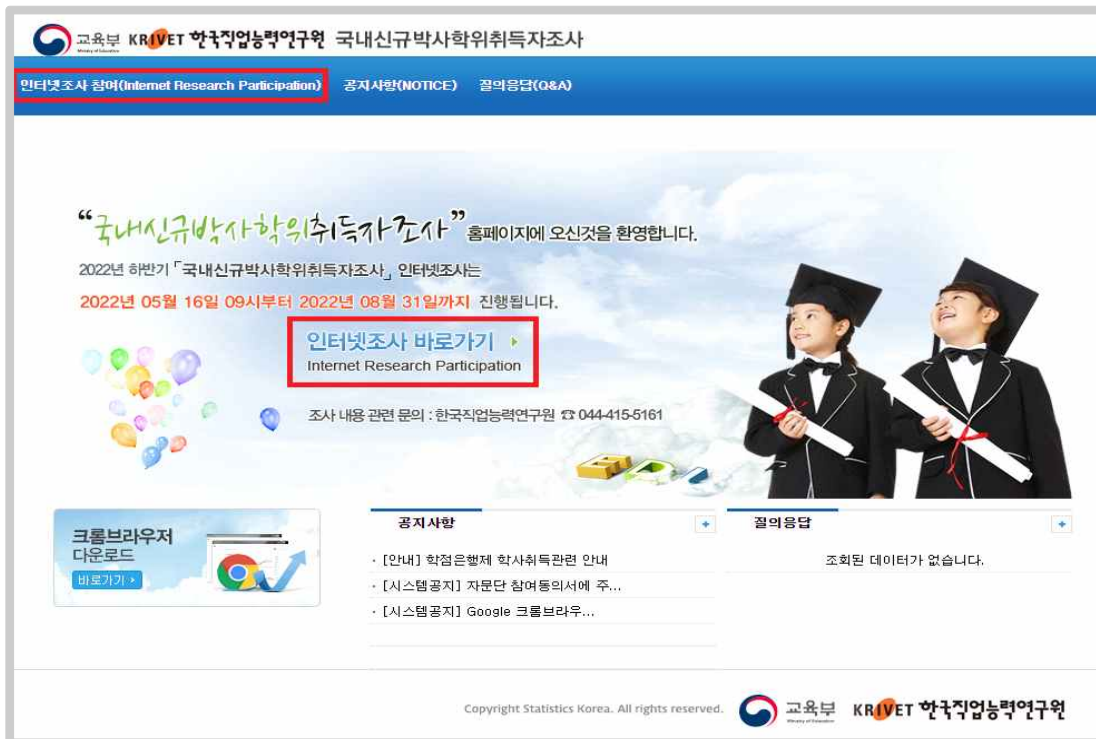 교육부 KRIVET 한국직업능력연구원 국내신규박사학위취득자조사
Ministry of Education
인터넷조사 참여(Internet Research Participation) 공지사항(NOTICE) 질의응답(Q&A)
“국내신규박사학위취득자조사” 홈페이지에 오신것을 환영합니다.
2022년 하반기 「국내신규박사학위취득자조사」 인터넷조사는
2022년 05월 16일 09시부터 2022년 08월 31일까지 진행됩니다.
인터넷조사 바로가기
Internet Research Participation
조사 내용 관련 문의 : 한국직업능력연구원 ☎ 044-415-5161
EDU
크롬브라우저
다운로드
바로가기
공지사항 +
· [안내] 학점은행제 학사취득관련 안내
· [시스템공지] 자문단 참여동의서에 주...
· [시스템공지] Google 크롬브라우...
질의응답 +
조회된 데이터가 없습니다.
Copyright Statistics Korea. All rights reserved. 교육부 KRIVET 한국직업능력연구원
Ministry of Education